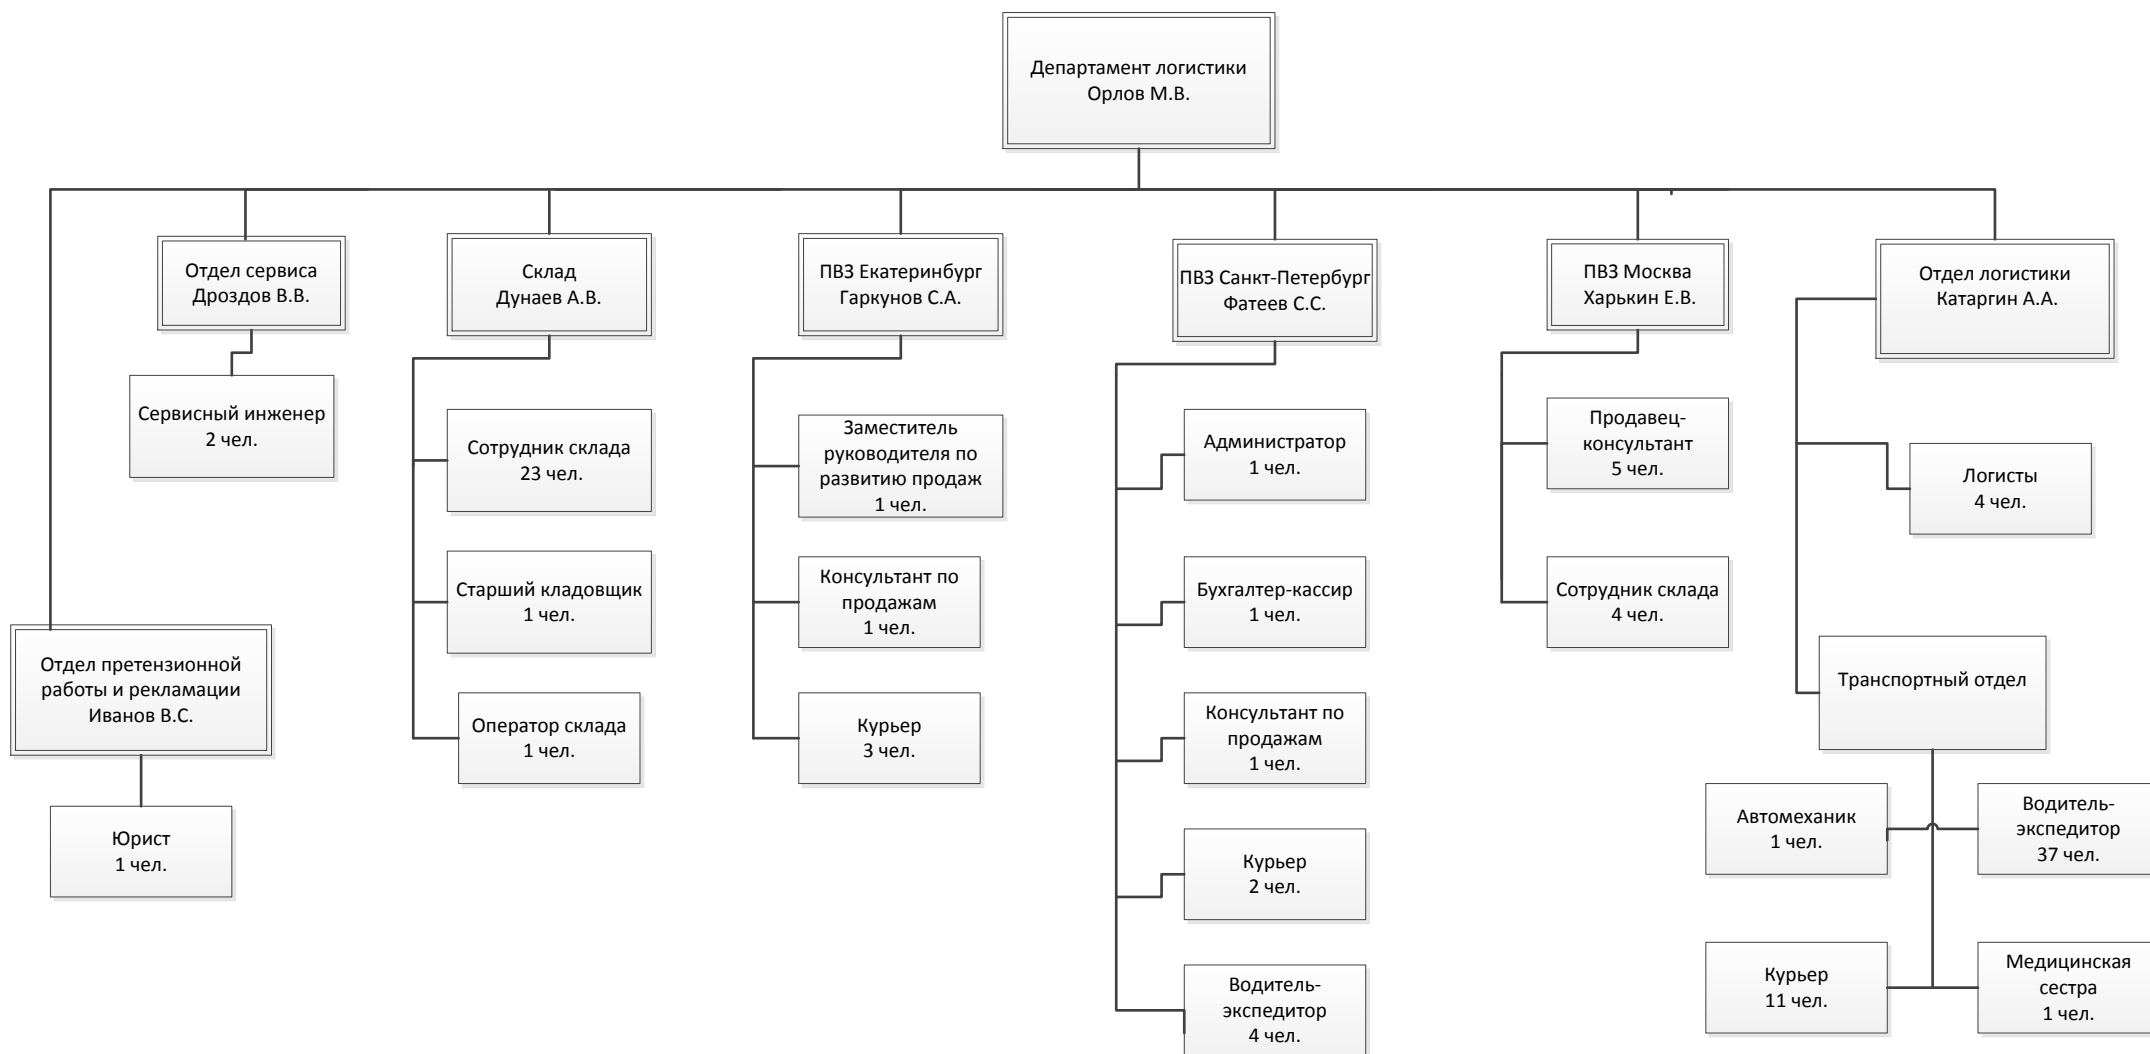 Департамент логистики
Орлов М.В.
Отдел сервиса
Дроздов В.В.
Склад
Дунаев А.В.
ПВЗ Екатеринбург
Гаркунов С.А.
ПВЗ Санкт-Петербург
Фатеев С.С.
ПВЗ Москва
Харькин Е.В.
Отдел логистики
Катаргин А.А.
Сервисный инженер
2 чел.
Сотрудник склада
23 чел.
Старший кладовщик
1 чел.
Оператор склада
1 чел.
Заместитель
руководителя по
развитию продаж
1 чел.
Консультант по
продажам
1 чел.
Курьер
3 чел.
Администратор
1 чел.
Бухгалтер-кассир
1 чел.
Консультант по
продажам
1 чел.
Курьер
2 чел.
Водитель-
экспедитор
4 чел.
Продавец-
консультант
5 чел.
Сотрудник склада
4 чел.
Логисты
4 чел.
Транспортный отдел
Автомеханик
1 чел.
Водитель-
экспедитор
37 чел.
Курьер
11 чел.
Медицинская
сестра
1 чел.
Отдел претензионной
работы и рекламации
Иванов В.С.
Юрист
1 чел.